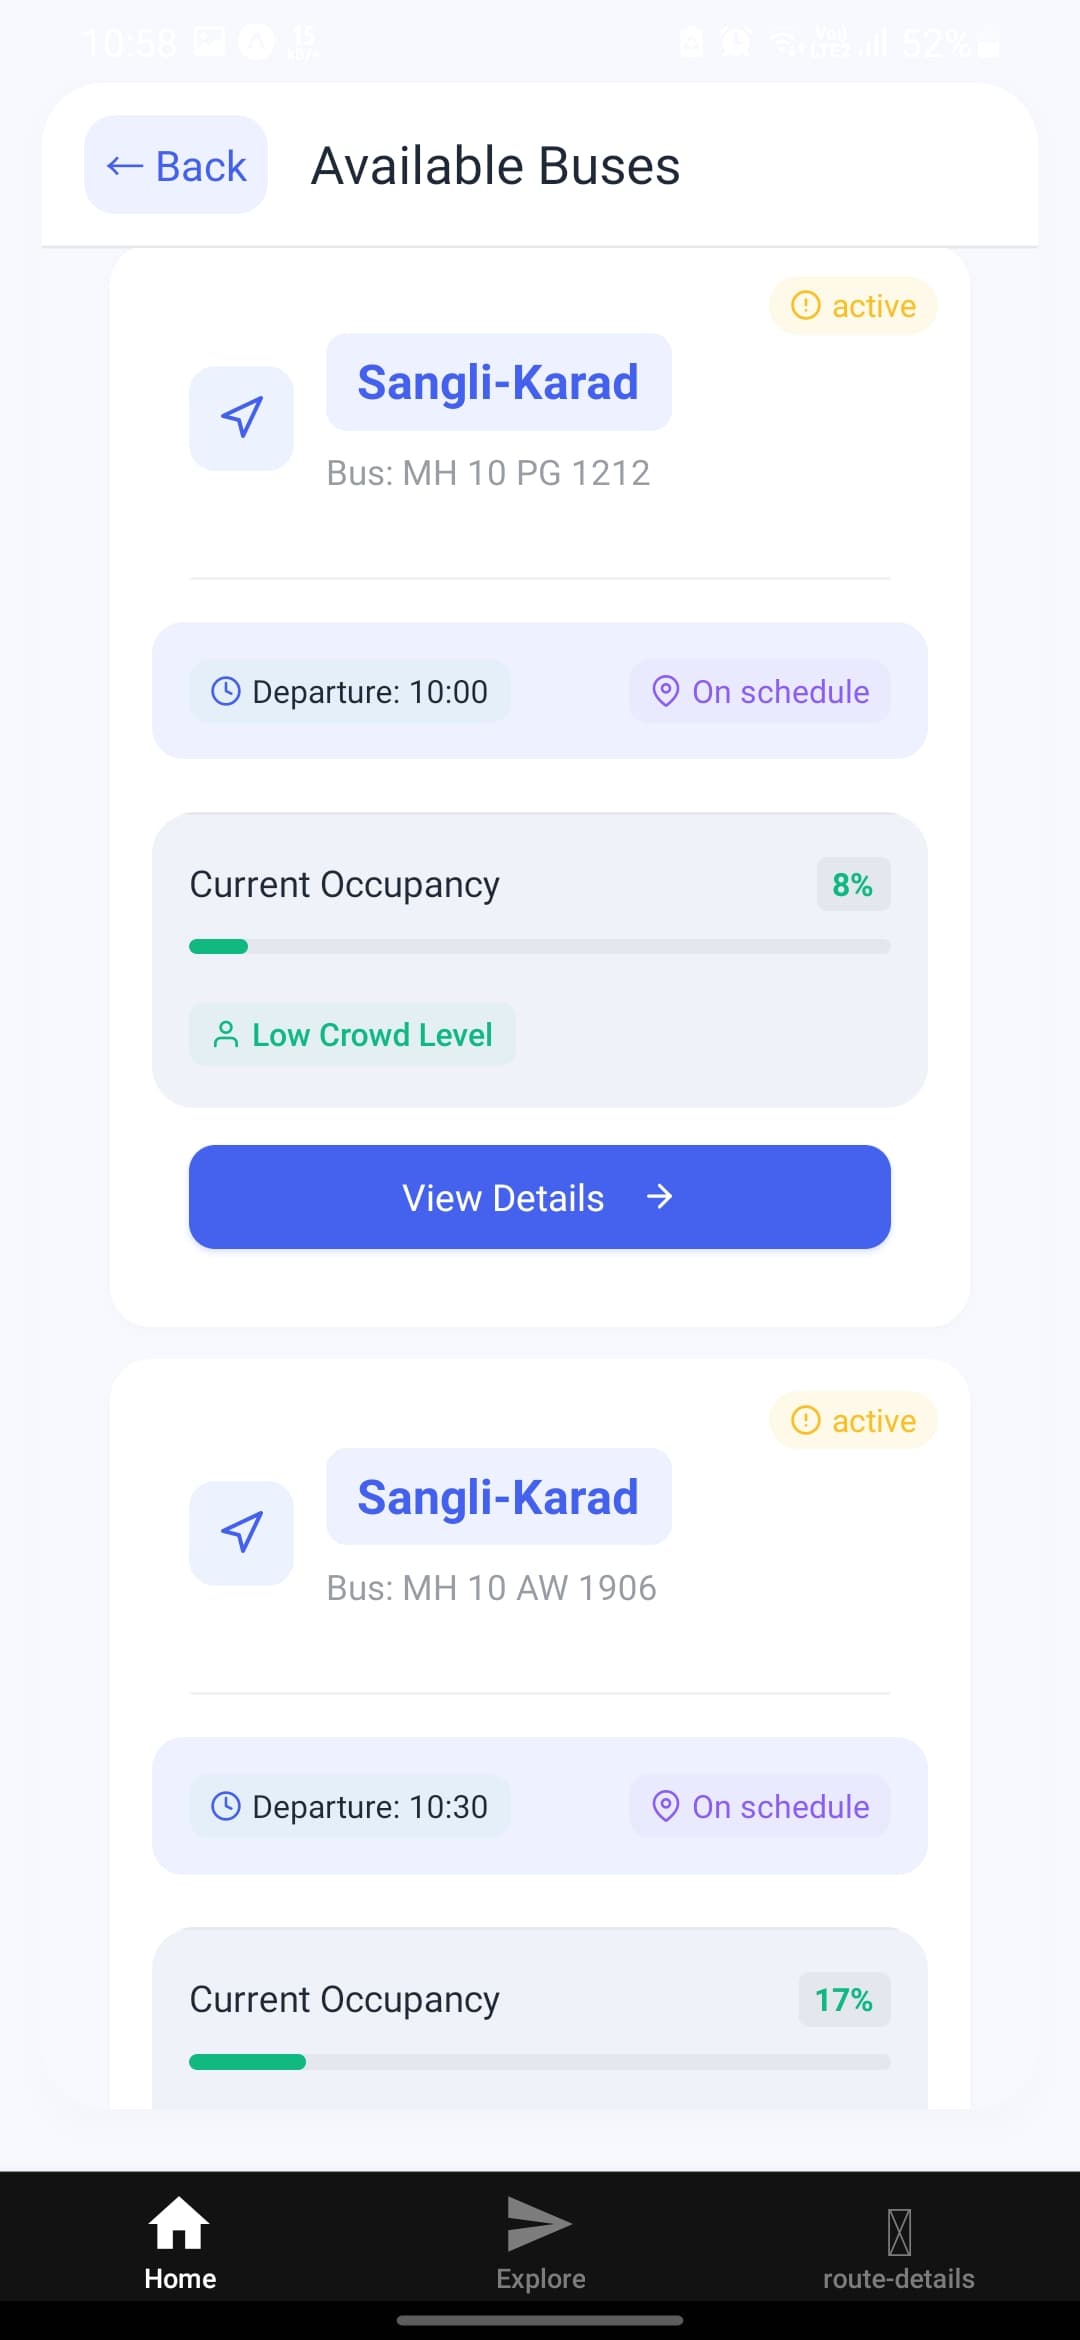 10:58 15 KB/s Vo) LTE2 52%
← Back Available Buses
active
Sangli-Karad
Bus: MH 10 PG 1212
Departure: 10:00 On schedule
Current Occupancy 8%
Low Crowd Level
View Details →
active
Sangli-Karad
Bus: MH 10 AW 1906
Departure: 10:30 On schedule
Current Occupancy 17%
Home Explore route-details